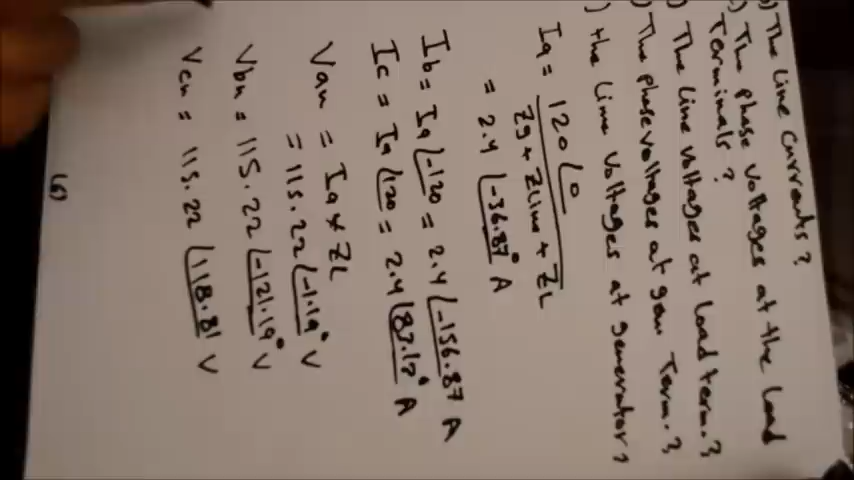 ) The Line Currents ?
) The phase voltages at the Load
Terminals ?
) The line voltages at load term. ?
) The phase voltages at gen Term. ?
) the Line voltages at generator ?
Ia = 120∠0 / Zg + Zline + ZL
= 2.4 ∠-36.87° A
Ib = Ia∠-120 = 2.4 ∠-156.87 A
Ic = Ia∠120 = 2.4 ∠83.13° A
Van = Ia * ZL
= 115.22 ∠-1.19° V
Vbn = 115.22 ∠-121.19° V
Vcn = 115.22 ∠118.81 V